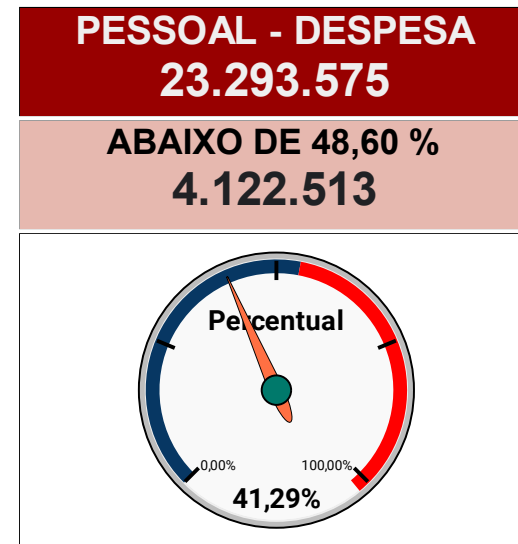 PESSOAL - DESPESA
23.293.575
ABAIXO DE 48,60 %
4.122.513
Percentual
0,00% 100,00%
41,29%